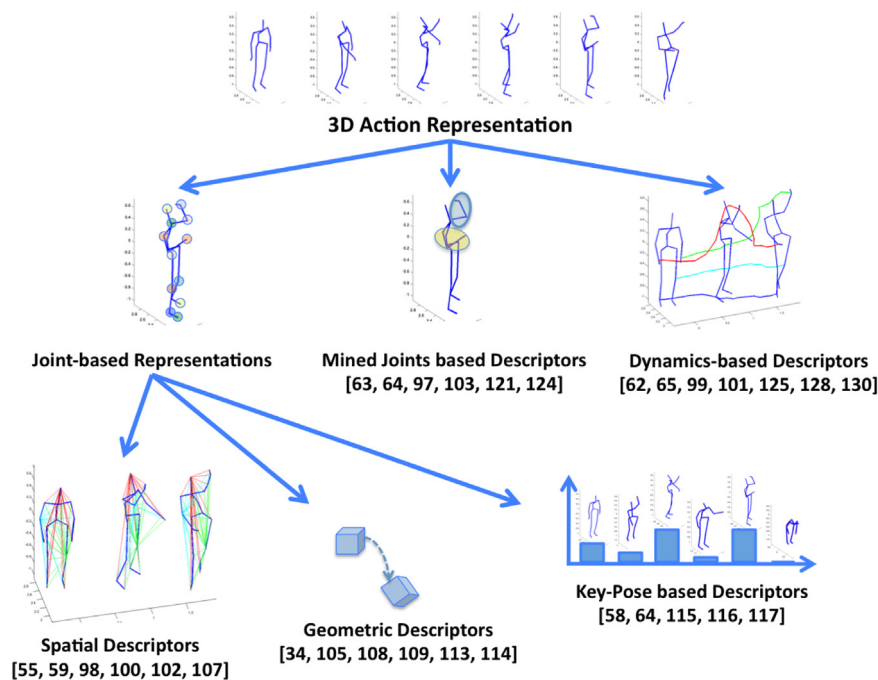 3D Action Representation
Joint-based Representations
Mined Joints based Descriptors
[63, 64, 97, 103, 121, 124]
Dynamics-based Descriptors
[62, 65, 99, 101, 125, 128, 130]
Spatial Descriptors
[55, 59, 98, 100, 102, 107]
Geometric Descriptors
[34, 105, 108, 109, 113, 114]
Key-Pose based Descriptors
[58, 64, 115, 116, 117]